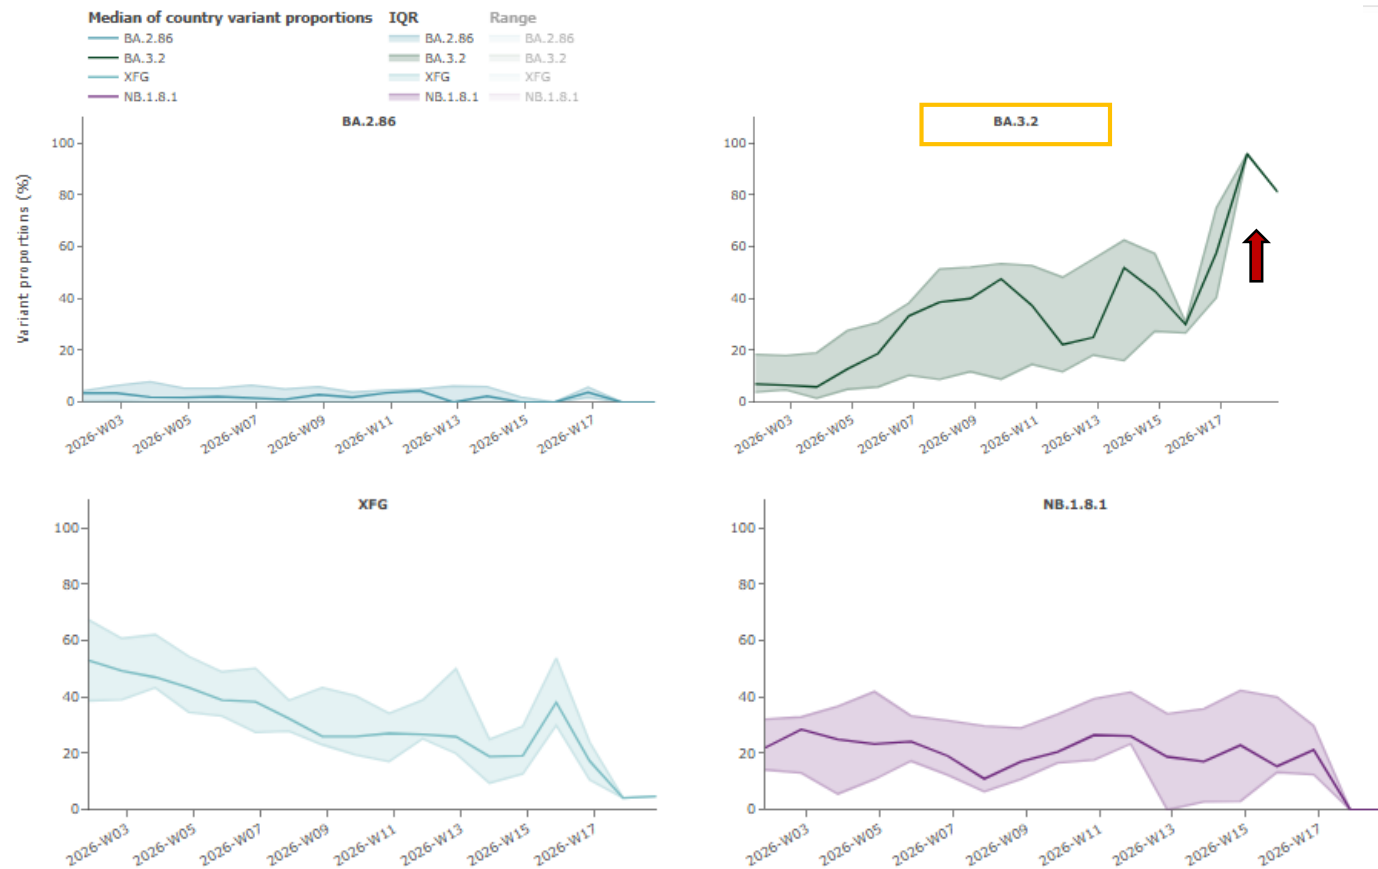 Median of country variant proportions IQR Range
BA.2.86 BA.2.86 BA.2.86
BA.3.2 BA.3.2 BA.3.2
XFG XFG XFG
NB.1.8.1 NB.1.8.1 NB.1.8.1
BA.2.86
Variant proportions (%)
100
80
60
40
20
0
2026-W03 2026-W05 2026-W07 2026-W09 2026-W11 2026-W13 2026-W15 2026-W17
BA.3.2
100
80
60
40
20
0
2026-W03 2026-W05 2026-W07 2026-W09 2026-W11 2026-W13 2026-W15 2026-W17
XFG
100
80
60
40
20
0
2026-W03 2026-W05 2026-W07 2026-W09 2026-W11 2026-W13 2026-W15 2026-W17
NB.1.8.1
100
80
60
40
20
0
2026-W03 2026-W05 2026-W07 2026-W09 2026-W11 2026-W13 2026-W15 2026-W17